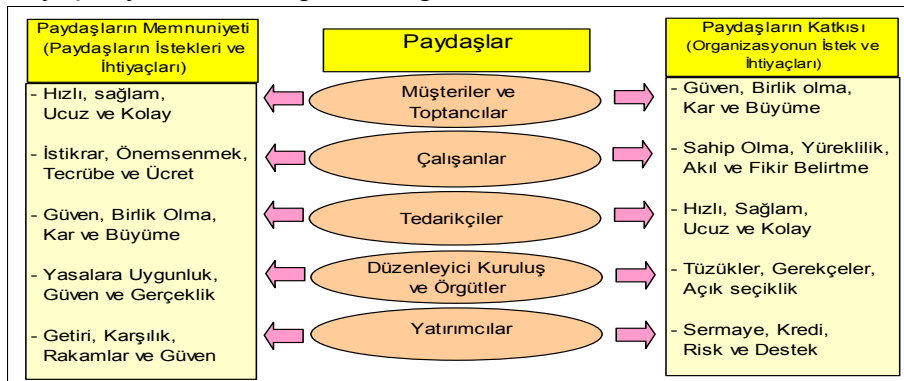 Paydaşların Memnuniyeti
(Paydaşların İstekleri ve
İhtiyaçları)
- Hızlı, sağlam,
Ucuz ve Kolay
- İstikrar, Önemsenmek,
Tecrübe ve Ücret
- Güven, Birlik Olma,
Kar ve Büyüme
- Yasalara Uygunluk,
Güven ve Gerçeklik
- Getiri, Karşılık,
Rakamlar ve Güven
Paydaşlar
Müşteriler ve
Toptancılar
Çalışanlar
Tedarikçiler
Düzenleyici Kuruluş
ve Örgütler
Yatırımcılar
Paydaşların Katkısı
(Organizasyonun İstek ve
İhtiyaçları)
- Güven, Birlik olma,
Kar ve Büyüme
- Sahip Olma, Yüreklilik,
Akıl ve Fikir Belirtme
- Hızlı, Sağlam,
Ucuz ve Kolay
- Tüzükler, Gerekçeler,
Açık seçiklik
- Sermaye, Kredi,
Risk ve Destek